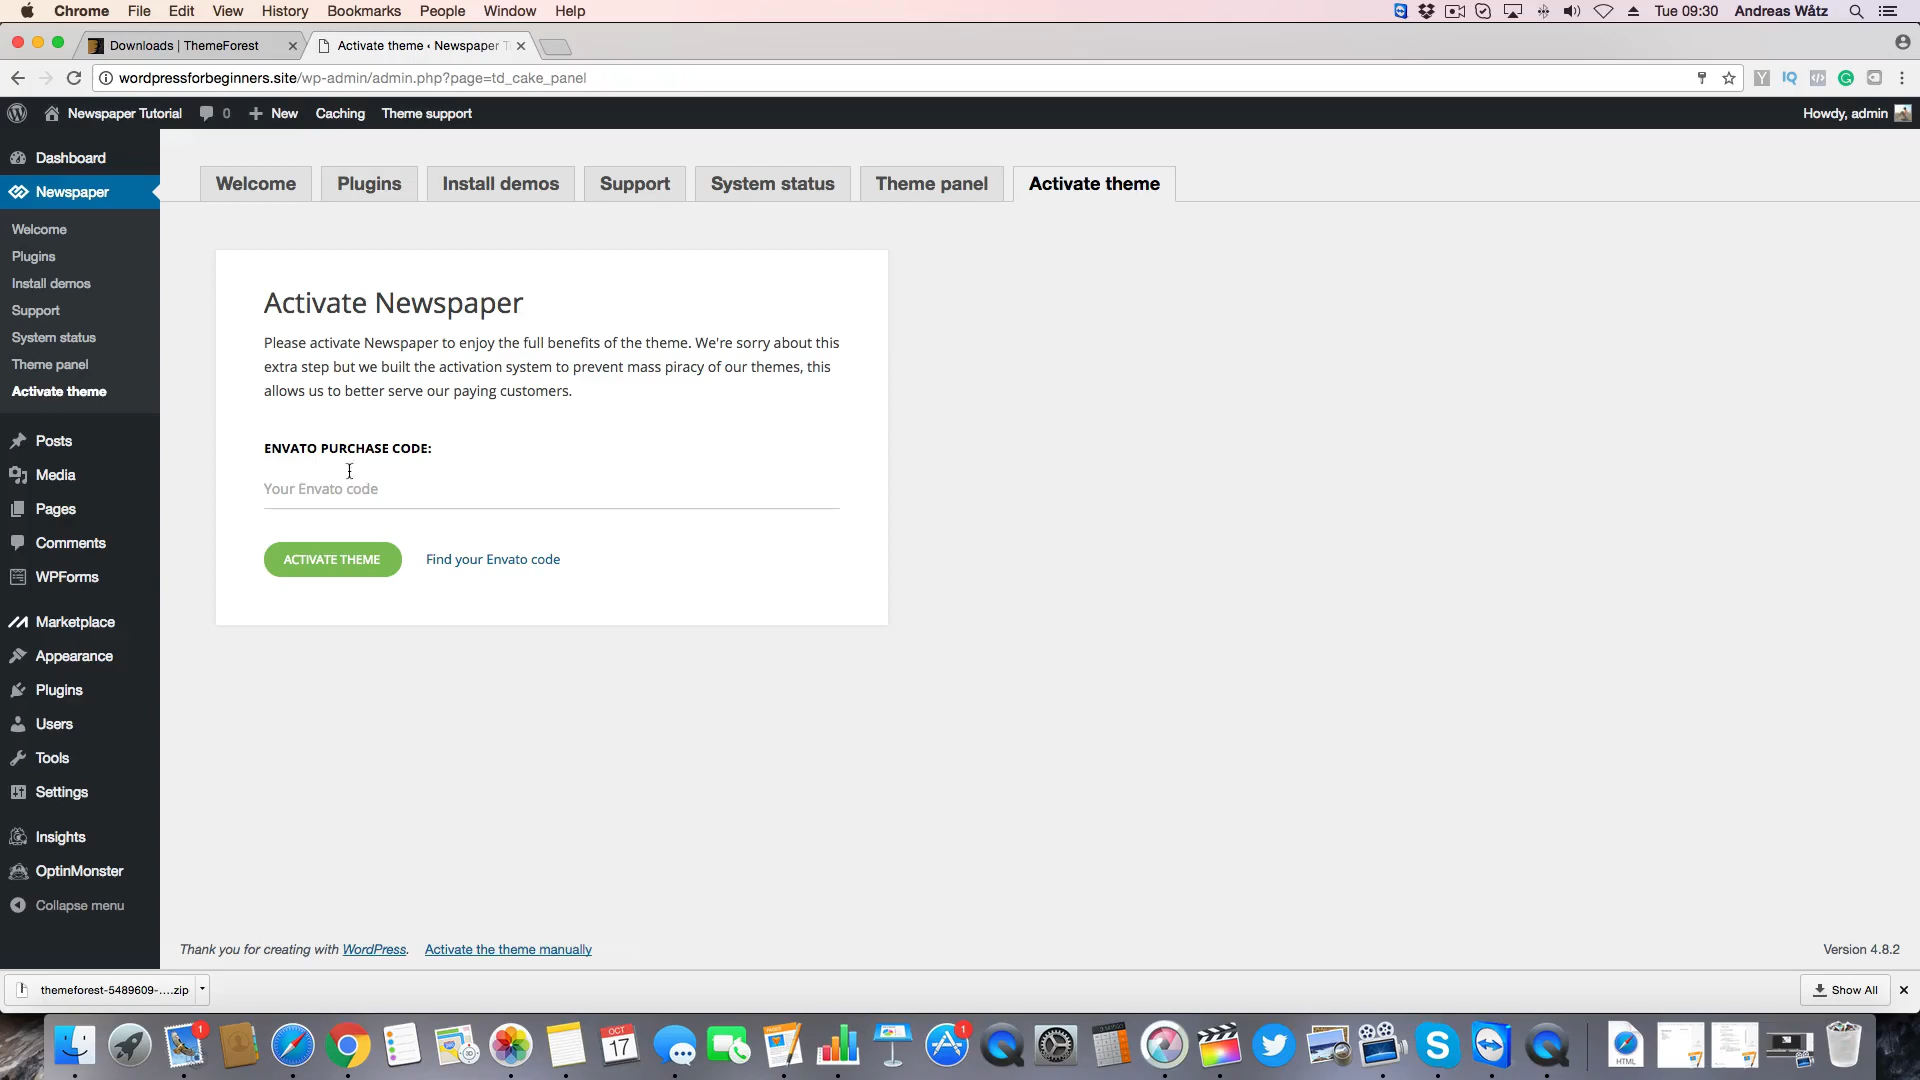 Chrome File Edit View History Bookmarks People Window Help Tue 09:30 Andreas Wåtz
Downloads | ThemeForest Activate theme ‹ Newspaper T
wordpressforbeginners.site/wp-admin/admin.php?page=td_cake_panel
Newspaper Tutorial 0 New Caching Theme support Howdy, admin
Dashboard
Newspaper
Welcome
Plugins
Install demos
Support
System status
Theme panel
Activate theme
Posts
Media
Pages
Comments
WPForms
Marketplace
Appearance
Plugins
Users
Tools
Settings
Insights
OptinMonster
Collapse menu
Welcome Plugins Install demos Support System status Theme panel Activate theme
Activate Newspaper
Please activate Newspaper to enjoy the full benefits of the theme. We're sorry about this
extra step but we built the activation system to prevent mass piracy of our themes, this
allows us to better serve our paying customers.
ENVATO PURCHASE CODE:
Your Envato code
ACTIVATE THEME Find your Envato code
Thank you for creating with WordPress. Activate the theme manually Version 4.8.2
themeforest-5489609-....zip Show All
1 OCT 17 1
HTML